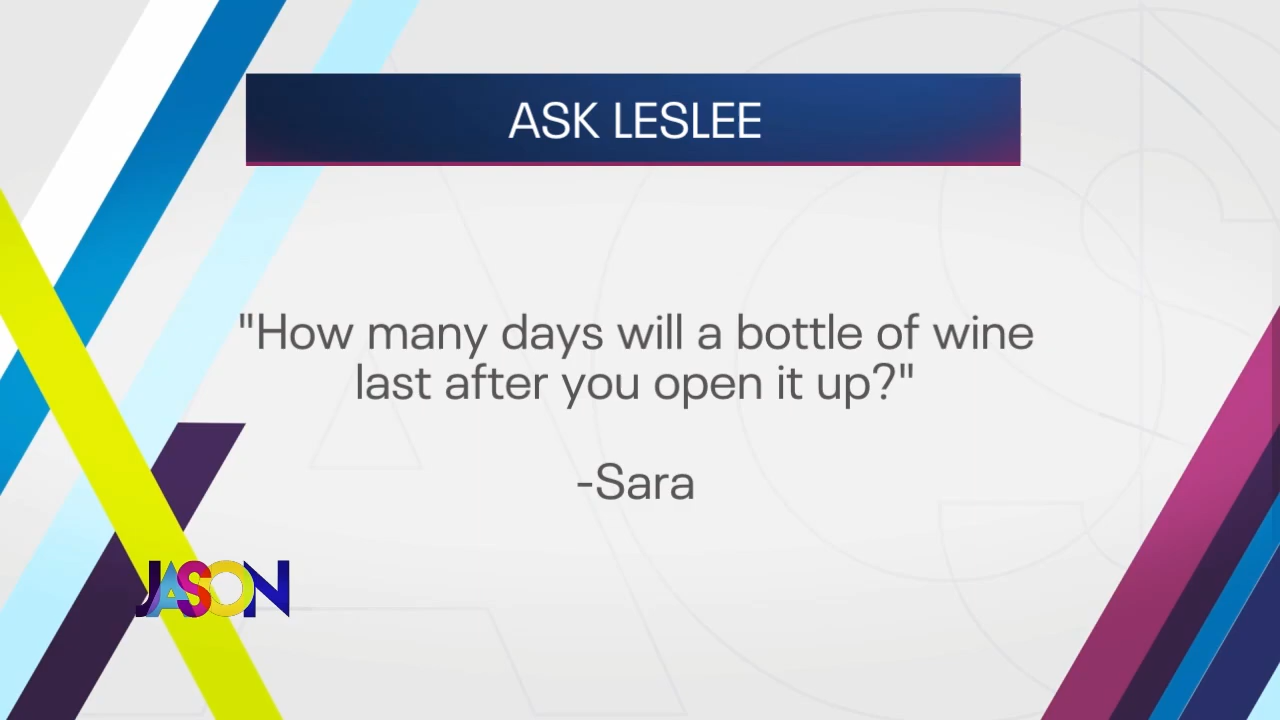 ASK LESLEE
"How many days will a bottle of wine
last after you open it up?"
-Sara
JASON